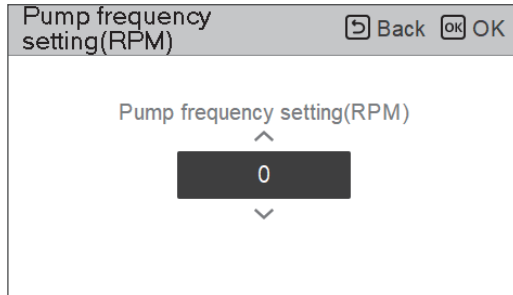 Pump frequency
setting(RPM)
Back OK OK
Pump frequency setting(RPM)
0